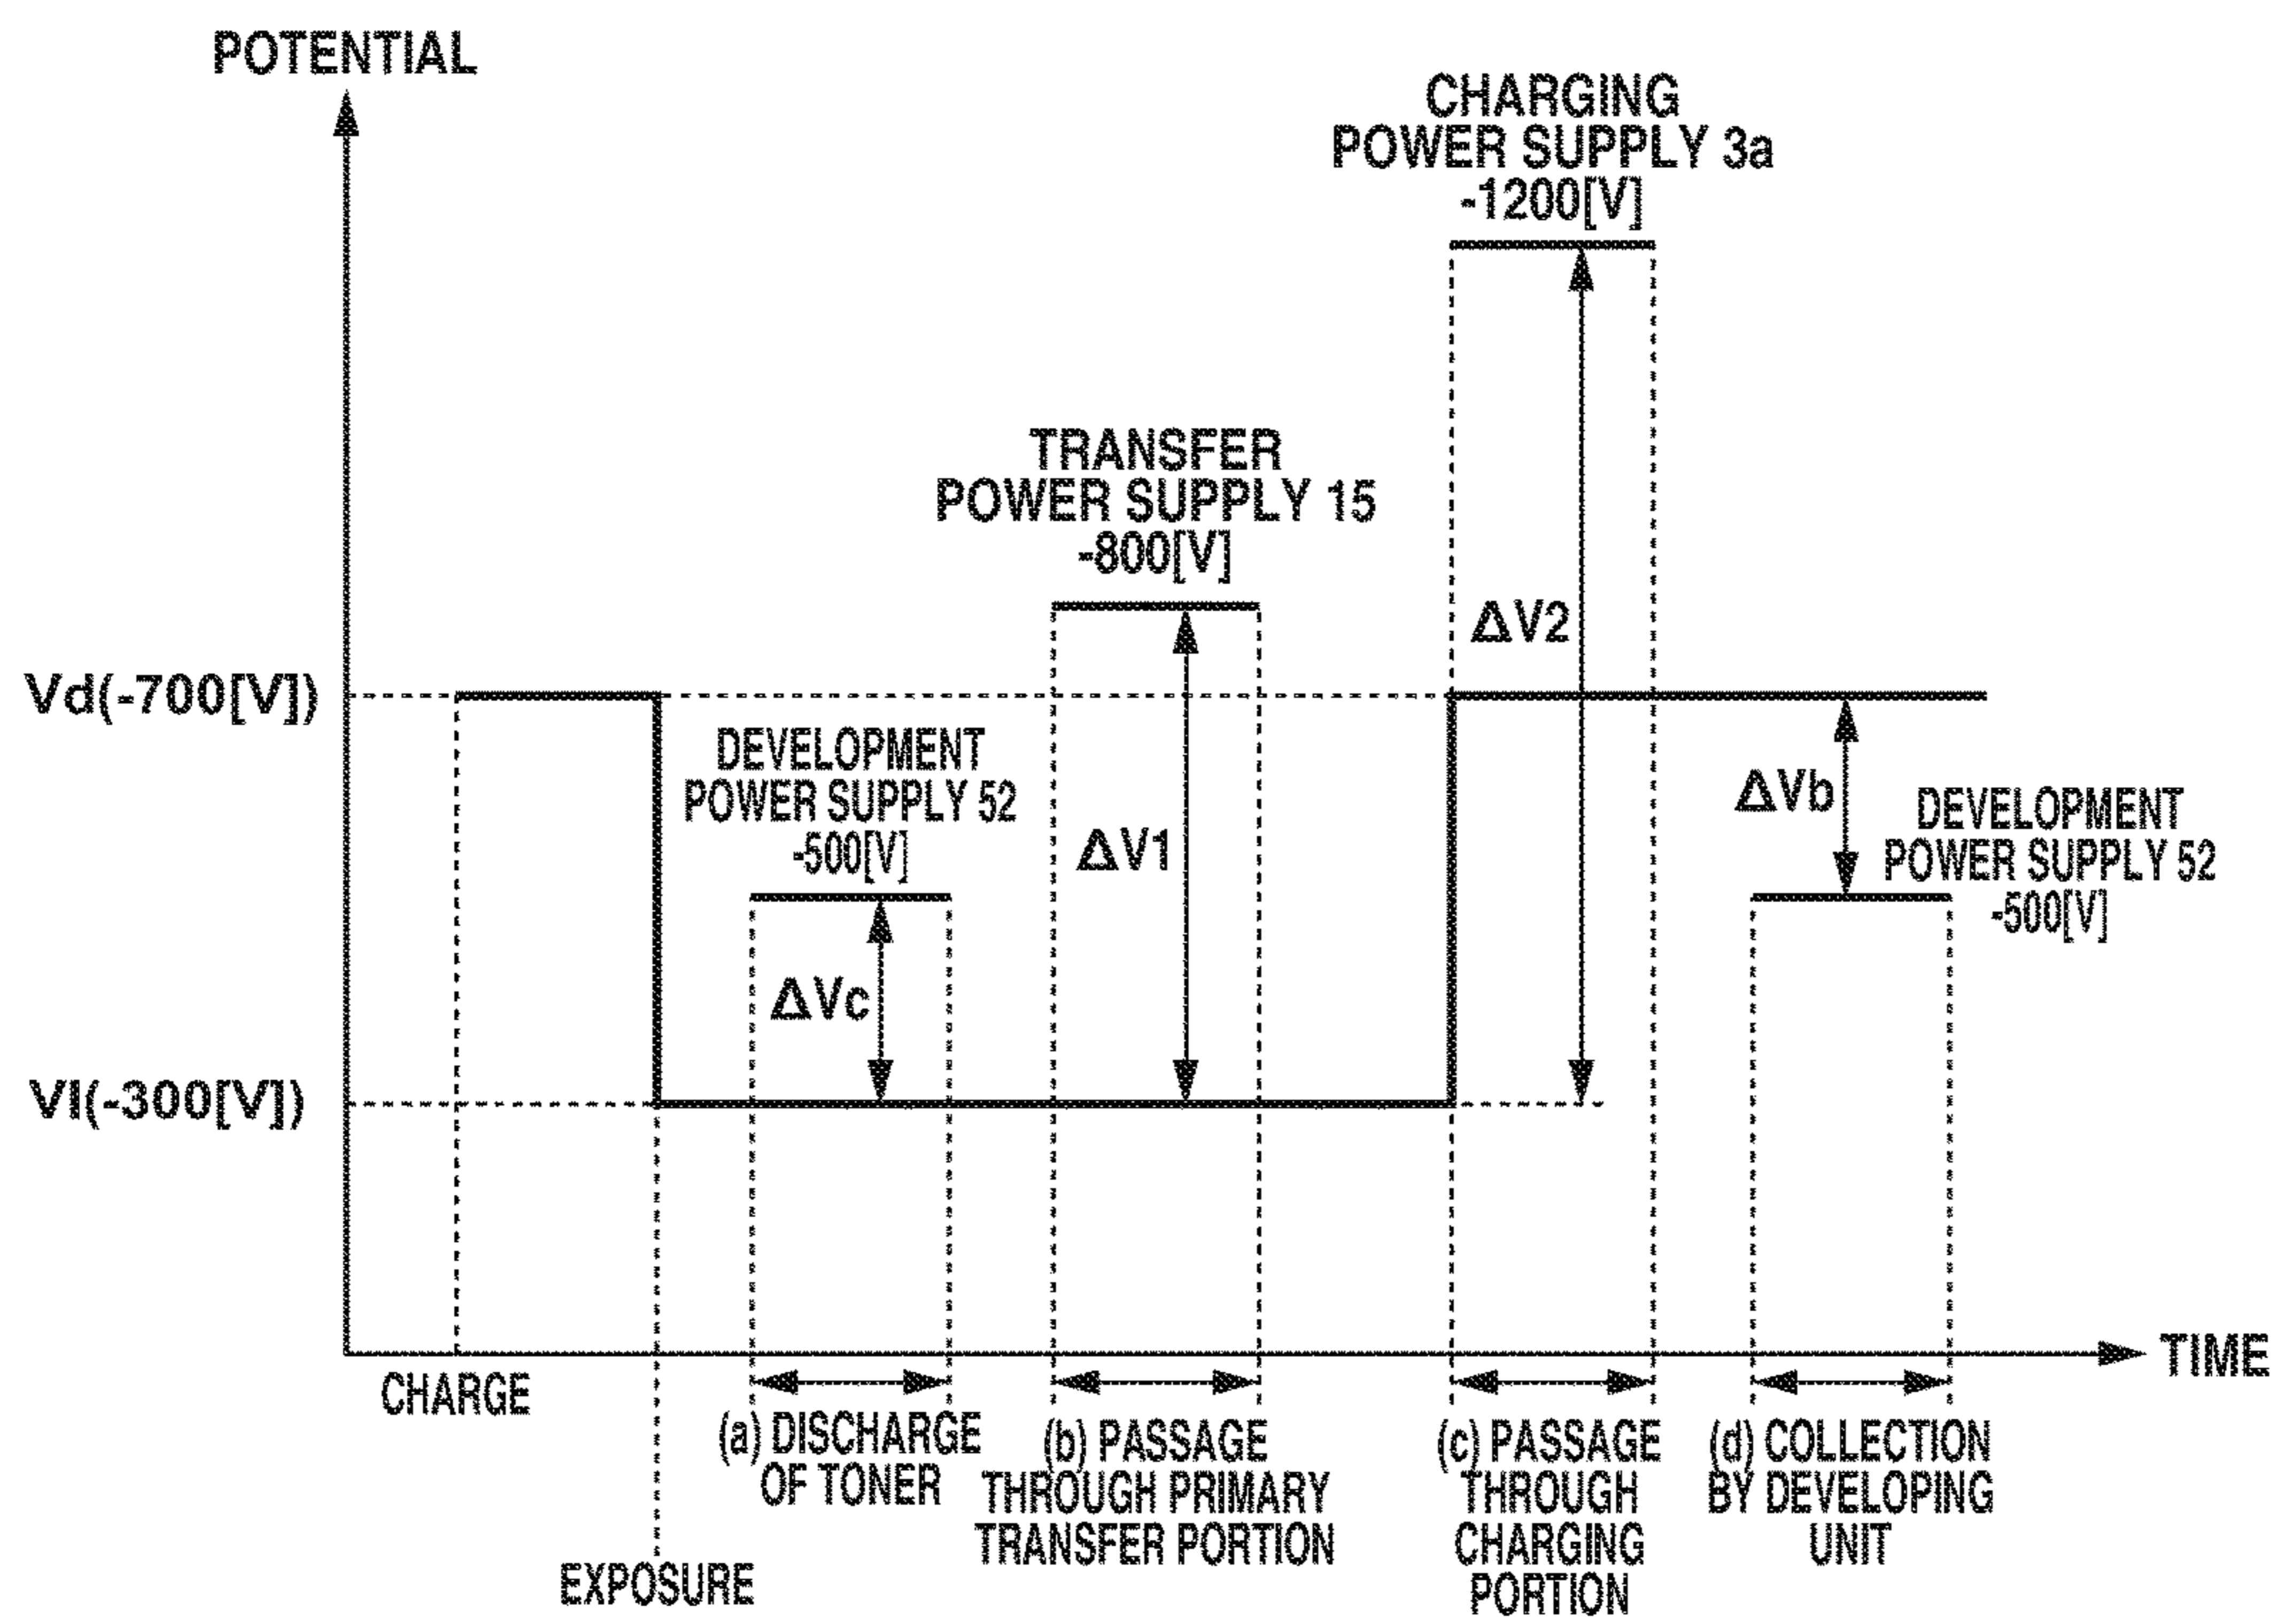 POTENTIAL
CHARGING
POWER SUPPLY 3a
-1200[V]
TRANSFER
POWER SUPPLY 15
-800[V]
ΔV2
Vd(-700[V])
DEVELOPMENT
POWER SUPPLY 52
-500[V]
ΔV1
ΔVb
DEVELOPMENT
POWER SUPPLY 52
-500[V]
ΔVc
Vl(-300[V])
TIME
CHARGE
EXPOSURE
(a) DISCHARGE
OF TONER
(b) PASSAGE
THROUGH PRIMARY
TRANSFER PORTION
(c) PASSAGE
THROUGH
CHARGING
PORTION
(d) COLLECTION
BY DEVELOPING
UNIT